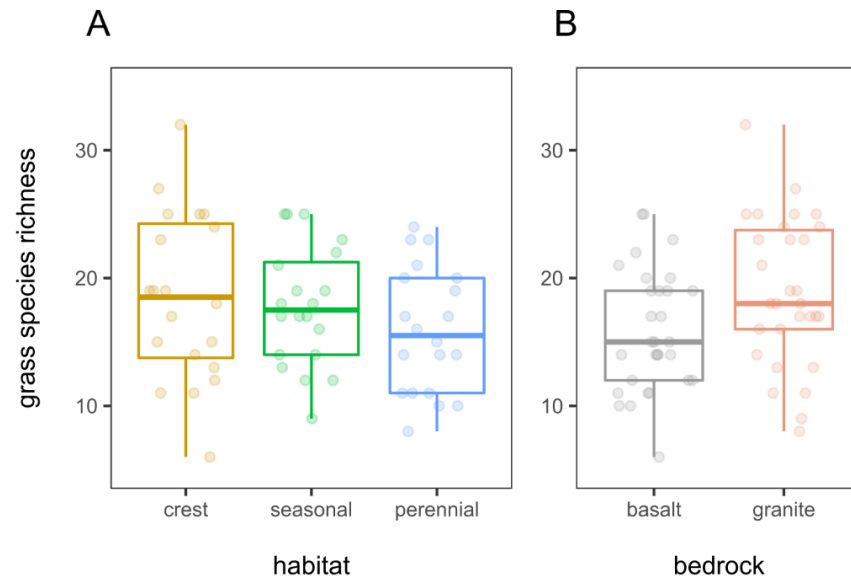 A
B
grass species richness
30
20
10
30
20
10
crest seasonal perennial
basalt granite
habitat
bedrock